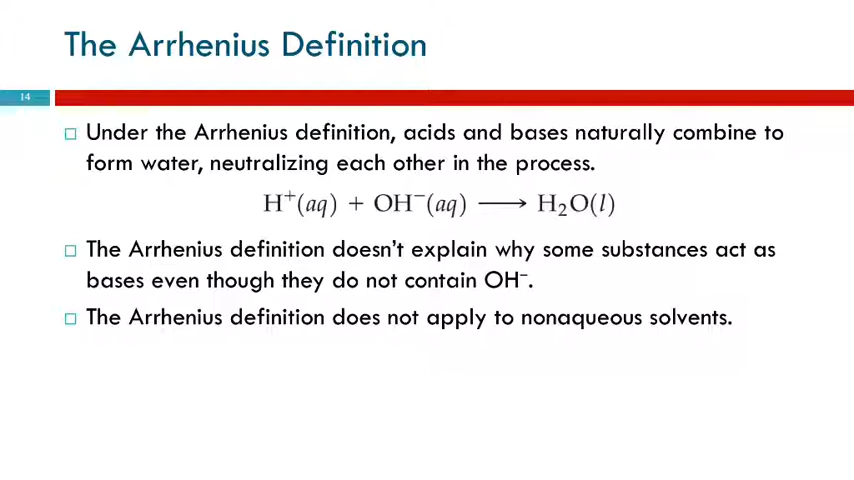 The Arrhenius Definition
14
Under the Arrhenius definition, acids and bases naturally combine to
form water, neutralizing each other in the process.
H⁺(aq) + OH⁻(aq) ⟶ H₂O(l)
The Arrhenius definition doesn't explain why some substances act as
bases even though they do not contain OH⁻.
The Arrhenius definition does not apply to nonaqueous solvents.